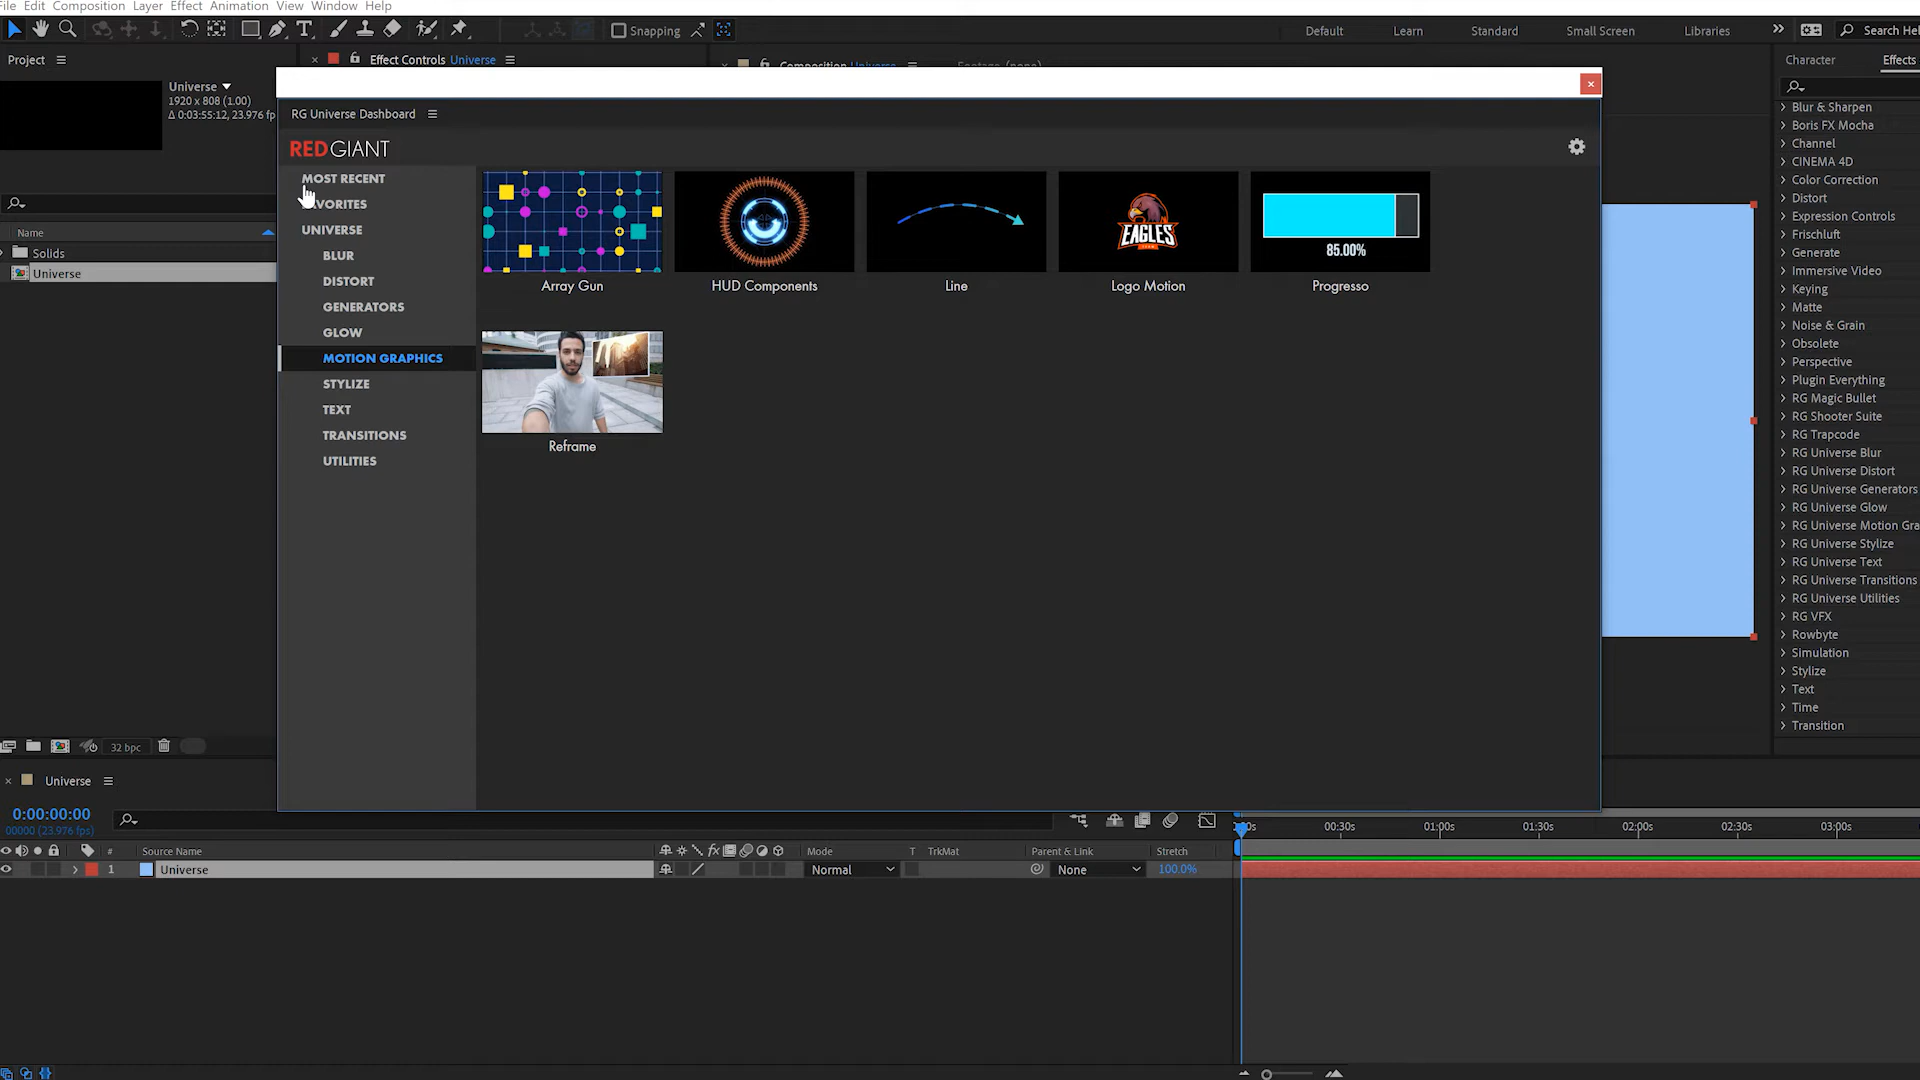 File Edit Composition Layer Effect Animation View Window Help
Snapping
Default Learn Standard Small Screen Libraries Search Hel
Project
Effect Controls Universe
Composition Universe Footage (none)
Character Effects
Universe
1920 x 808 (1.00)
Δ 0:03:55:12, 23.976 fp
Name
Solids
Universe
32 bpc
RG Universe Dashboard
REDGIANT
MOST RECENT
FAVORITES
UNIVERSE
BLUR
DISTORT
GENERATORS
GLOW
MOTION GRAPHICS
STYLIZE
TEXT
TRANSITIONS
UTILITIES
EAGLES
85.00%
Array Gun HUD Components Line Logo Motion Progresso
Reframe
Blur & Sharpen
Boris FX Mocha
Channel
CINEMA 4D
Color Correction
Distort
Expression Controls
Frischluft
Generate
Immersive Video
Keying
Matte
Noise & Grain
Obsolete
Perspective
Plugin Everything
RG Magic Bullet
RG Shooter Suite
RG Trapcode
RG Universe Blur
RG Universe Distort
RG Universe Generators
RG Universe Glow
RG Universe Motion Gra
RG Universe Stylize
RG Universe Text
RG Universe Transitions
RG Universe Utilities
RG VFX
Rowbyte
Simulation
Stylize
Text
Time
Transition
Universe
0:00:00:00
00000 (23.976 fps)
00s 00:30s 01:00s 01:30s 02:00s 02:30s 03:00s
# Source Name Mode T TrkMat Parent & Link Stretch
1 Universe Normal None 100.0%